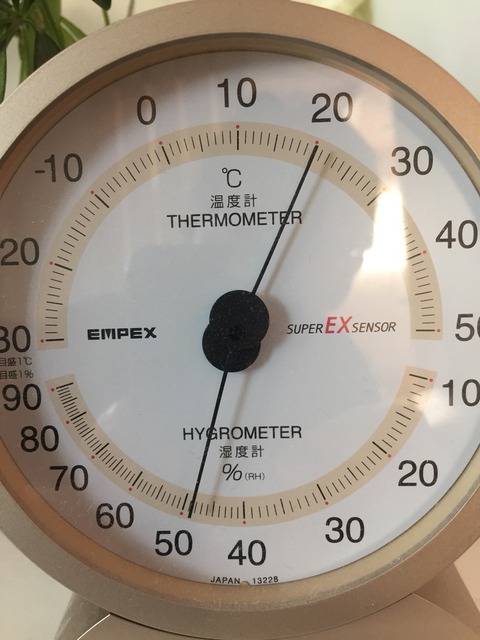 0 10 20
-10 30
20 40
30 50
℃
温度計
THERMOMETER
EMPEX SUPER EX SENSOR
目盛1℃
目盛1%
90 10
80 20
70 30
60 50 40
HYGROMETER
湿度計
%(RH)
JAPAN 13228